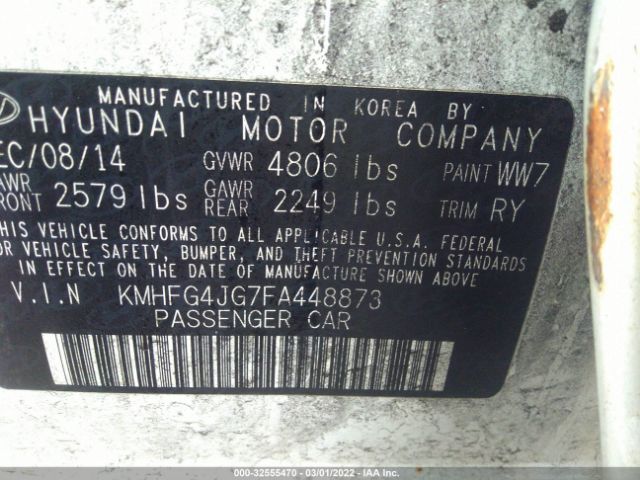 MANUFACTURED IN KOREA BY
HYUNDAI MOTOR COMPANY
EC/08/14 GVWR 4806 lbs PAINT WW7
AWR FRONT 2579 lbs GAWR REAR 2249 lbs TRIM RY
THIS VEHICLE CONFORMS TO ALL APPLICABLE U.S.A. FEDERAL
OR VEHICLE SAFETY, BUMPER, AND THEFT PREVENTION STANDARDS
IN EFFECT ON THE DATE OF MANUFACTURE SHOWN ABOVE.
V.I.N KMHFG4JG7FA448873
PASSENGER CAR
000-32555470 - 03/01/2022 - IAA Inc.